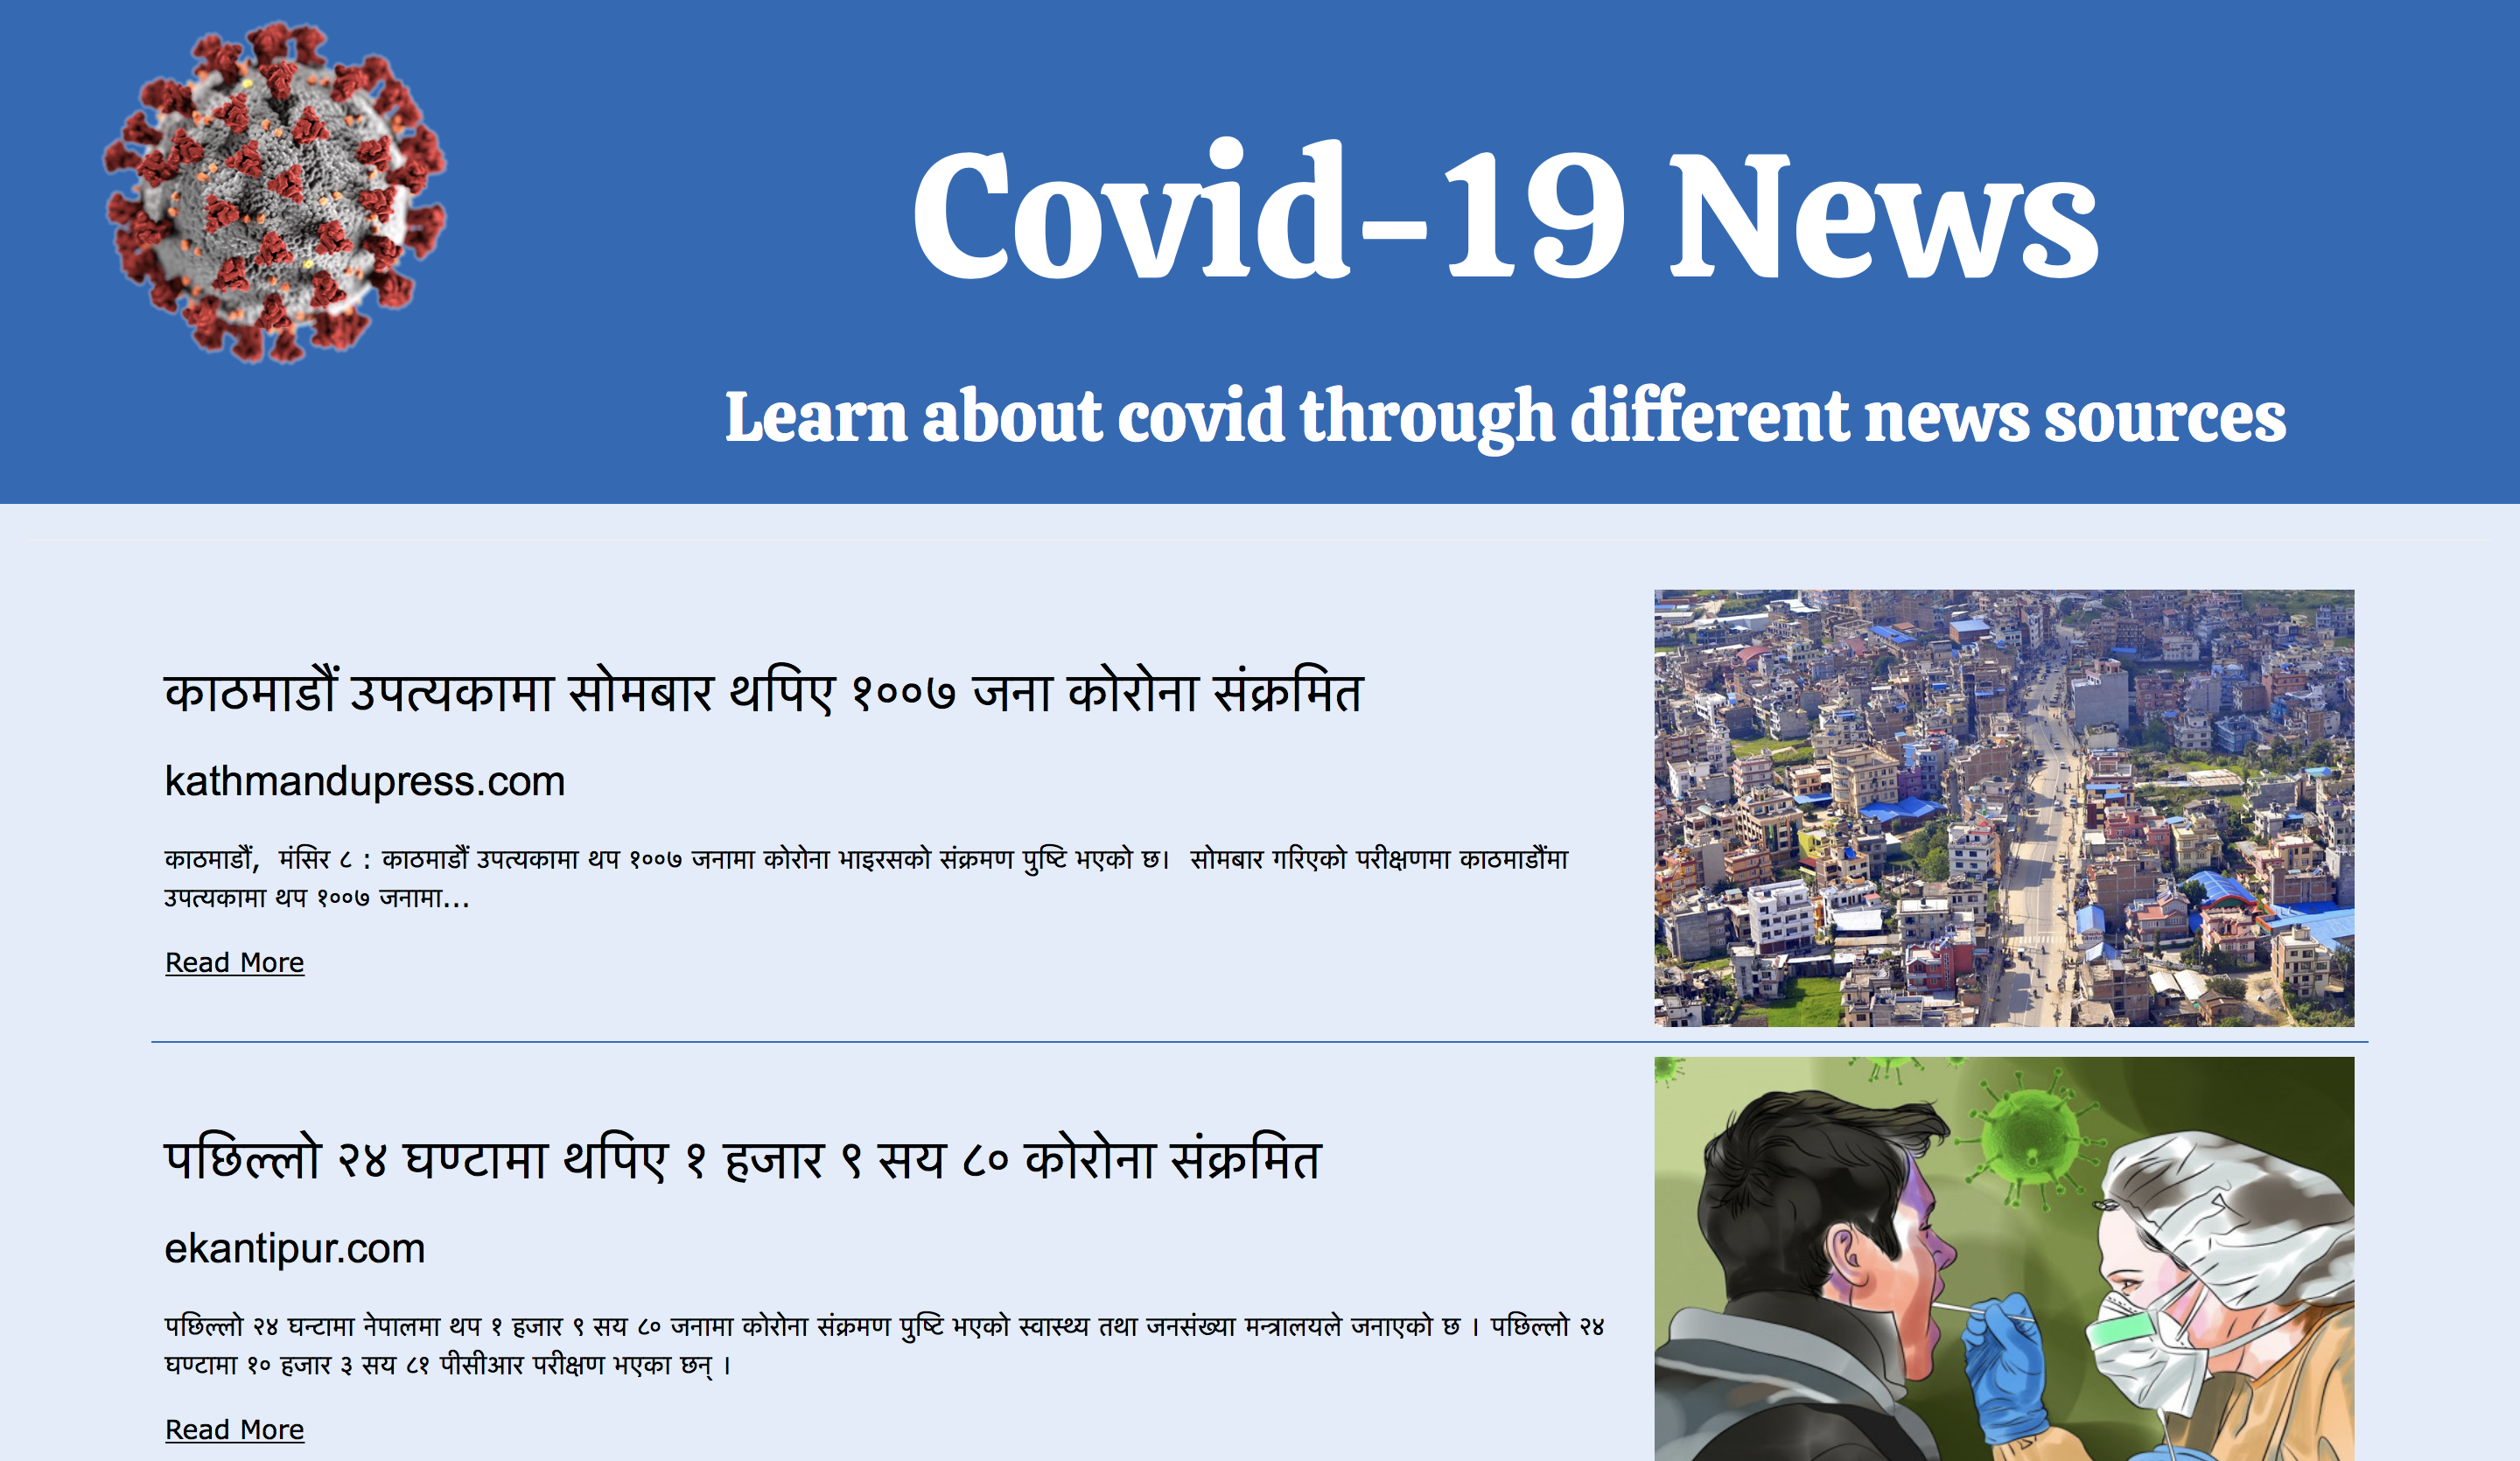 Covid-19 News
Learn about covid through different news sources
काठमाडौं उपत्यकामा सोमबार थपिए १००७ जना कोरोना संक्रमित
kathmandupress.com
काठमाडौं,  मंसिर ८ : काठमाडौं उपत्यकामा थप १००७ जनामा कोरोना भाइरसको संक्रमण पुष्टि भएको छ।  सोमबार गरिएको परीक्षणमा काठमाडौंमा
उपत्यकामा थप १००७ जनामा...
Read More
पछिल्लो २४ घण्टामा थपिए १ हजार ९ सय ८० कोरोना संक्रमित
ekantipur.com
पछिल्लो २४ घन्टामा नेपालमा थप १ हजार ९ सय ८० जनामा कोरोना संक्रमण पुष्टि भएको स्वास्थ्य तथा जनसंख्या मन्त्रालयले जनाएको छ । पछिल्लो २४
घण्टामा १० हजार ३ सय ८१ पीसीआर परीक्षण भएका छन् ।
Read More